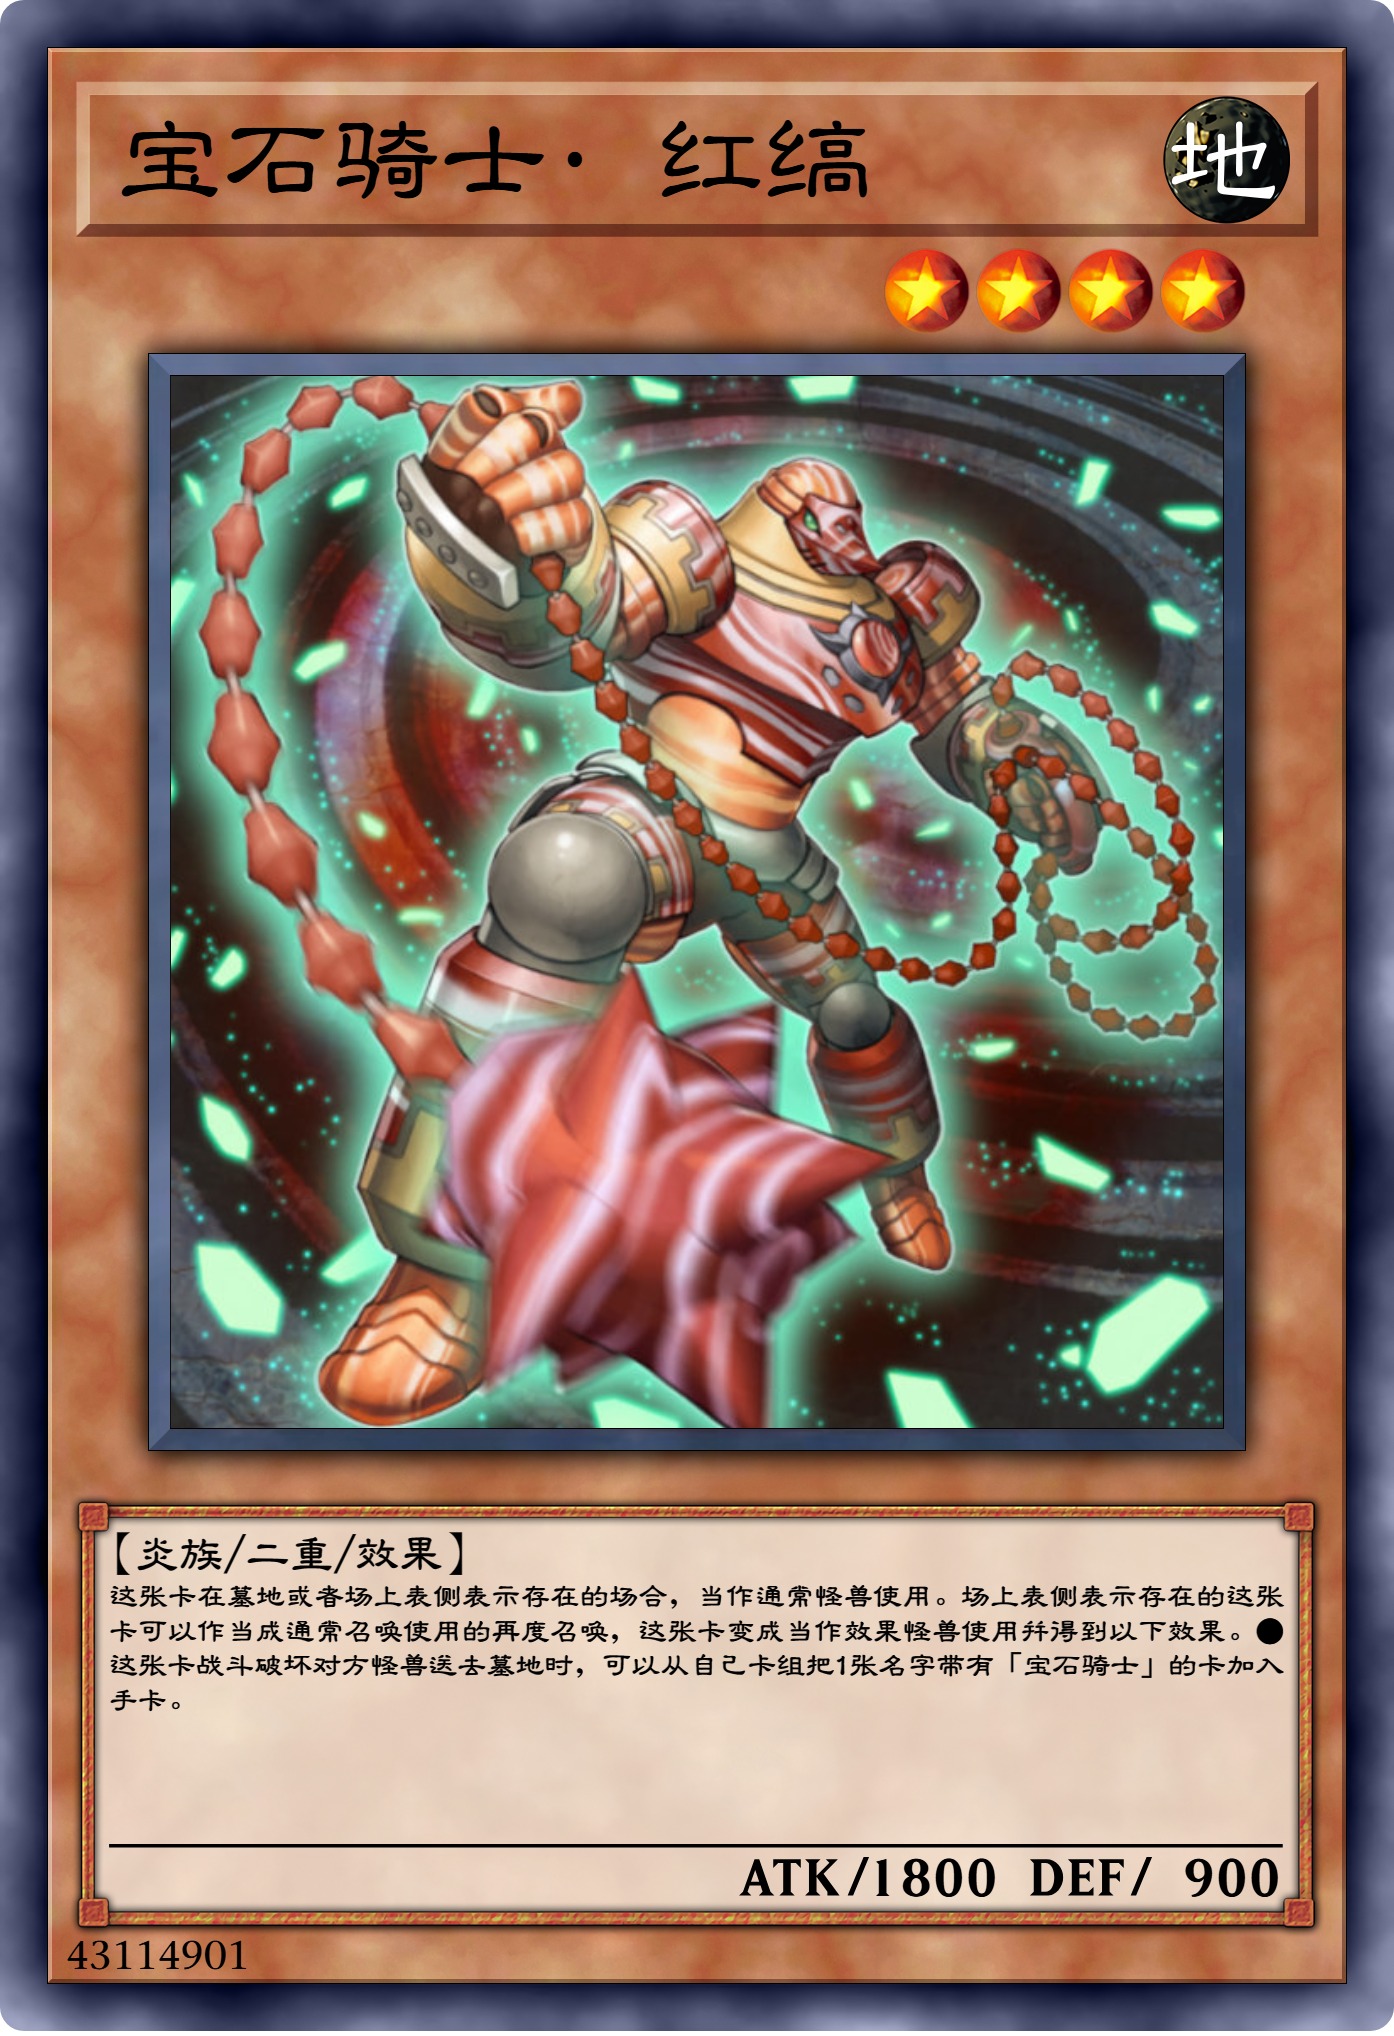 宝石骑士·红缟
地
【炎族/二重/效果】
这张卡在墓地或者场上表侧表示存在的场合，当作通常怪兽使用。场上表侧表示存在的这张
卡可以作当成通常召唤使用的再度召唤，这张卡变成当作效果怪兽使用并得到以下效果。●
这张卡战斗破坏对方怪兽送去墓地时，可以从自己卡组把1张名字带有「宝石骑士」的卡加入
手卡。
ATK/1800 DEF/ 900
43114901